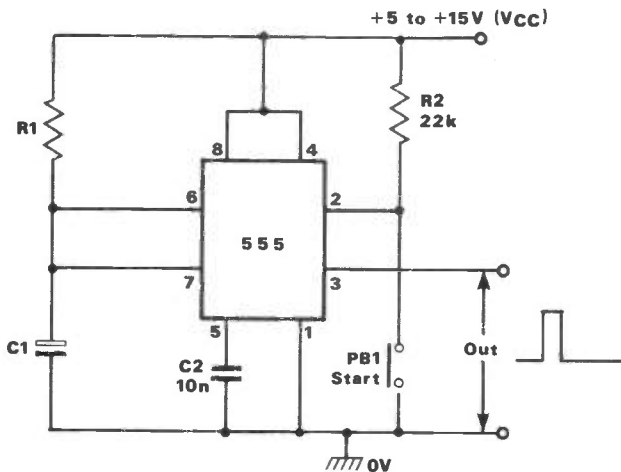 +5 to +15V (VCC)
R1
R2
22k
8
4
6
2
555
7
3
5
1
C1
C2
10n
PB1
Start
Out
0V